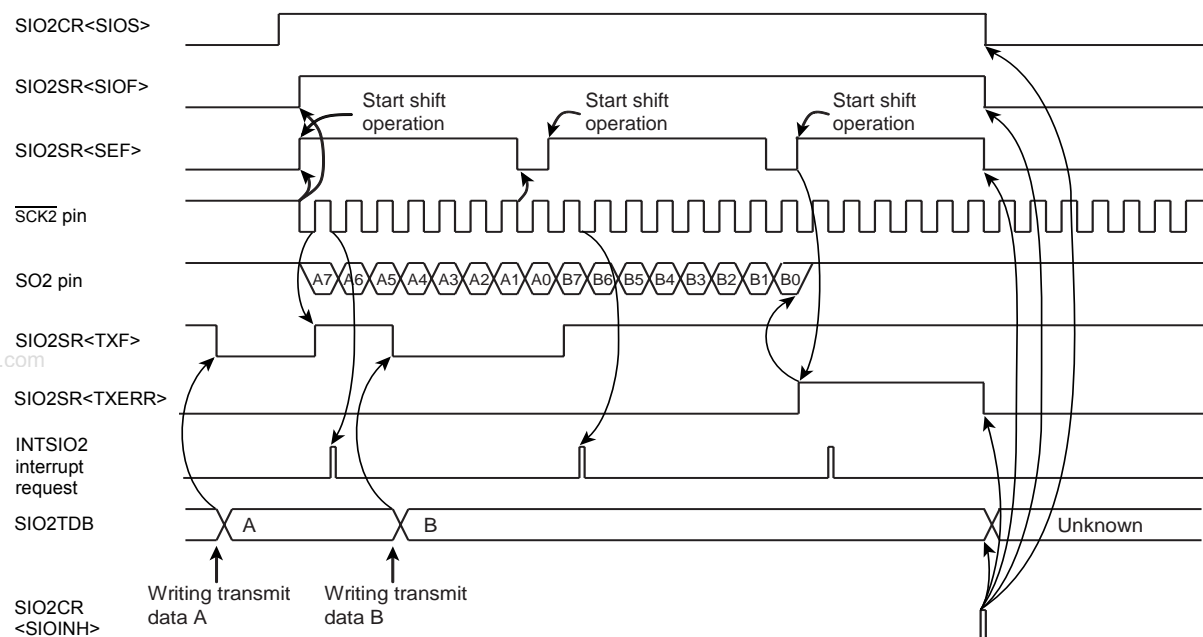 SIO2CR<SIOS>
SIO2SR<SIOF>
Start shift
operation
Start shift
operation
Start shift
operation
SIO2SR<SEF>
SCK2 pin
SO2 pin
A7 A6 A5 A4 A3 A2 A1 A0 B7 B6 B5 B4 B3 B2 B1 B0
SIO2SR<TXF>
.com
SIO2SR<TXERR>
INTSIO2
interrupt
request
SIO2TDB
A
B
Unknown
Writing transmit
data A
Writing transmit
data B
SIO2CR
<SIOINH>